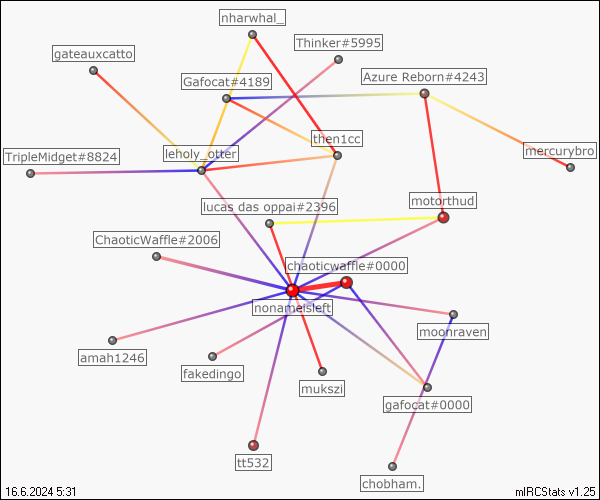 nharwhal_
Thinker#5995
gateauxcatto
Azure Reborn#4243
Gafocat#4189
then1cc
mercurybro
TripleMidget#8824
leholy_otter
motorthud
lucas das oppai#2396
ChaoticWaffle#2006
chaoticwaffle#0000
nonameisleft
moonraven
amah1246
fakedingo
mukszi
gafocat#0000
tt532
chobham.
16.6.2024 5:31
mIRCStats v1.25